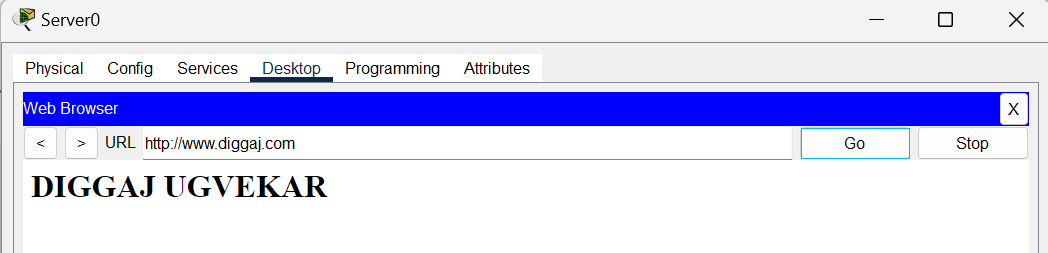 Server0
Physical Config Services Desktop Programming Attributes
Web Browser X
< > URL http://www.diggaj.com Go Stop
DIGGAJ UGVEKAR